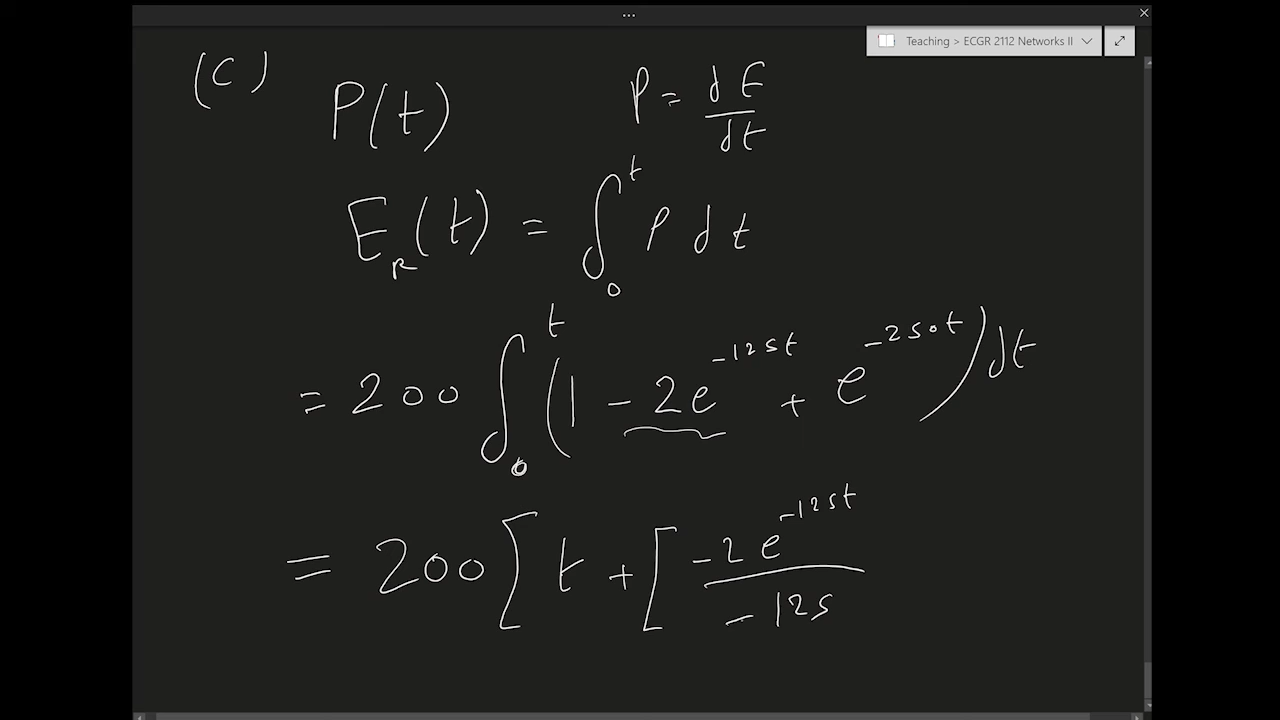 ...
Teaching > ECGR 2112 Networks II
(C)
P(t) P = dE/dt
E_R(t) = ∫_0^t P dt
= 200 ∫_0^t (1 - 2e^{-125t} + e^{-250t}) dt
= 200 [ t + [ -2e^{-125t} / -125